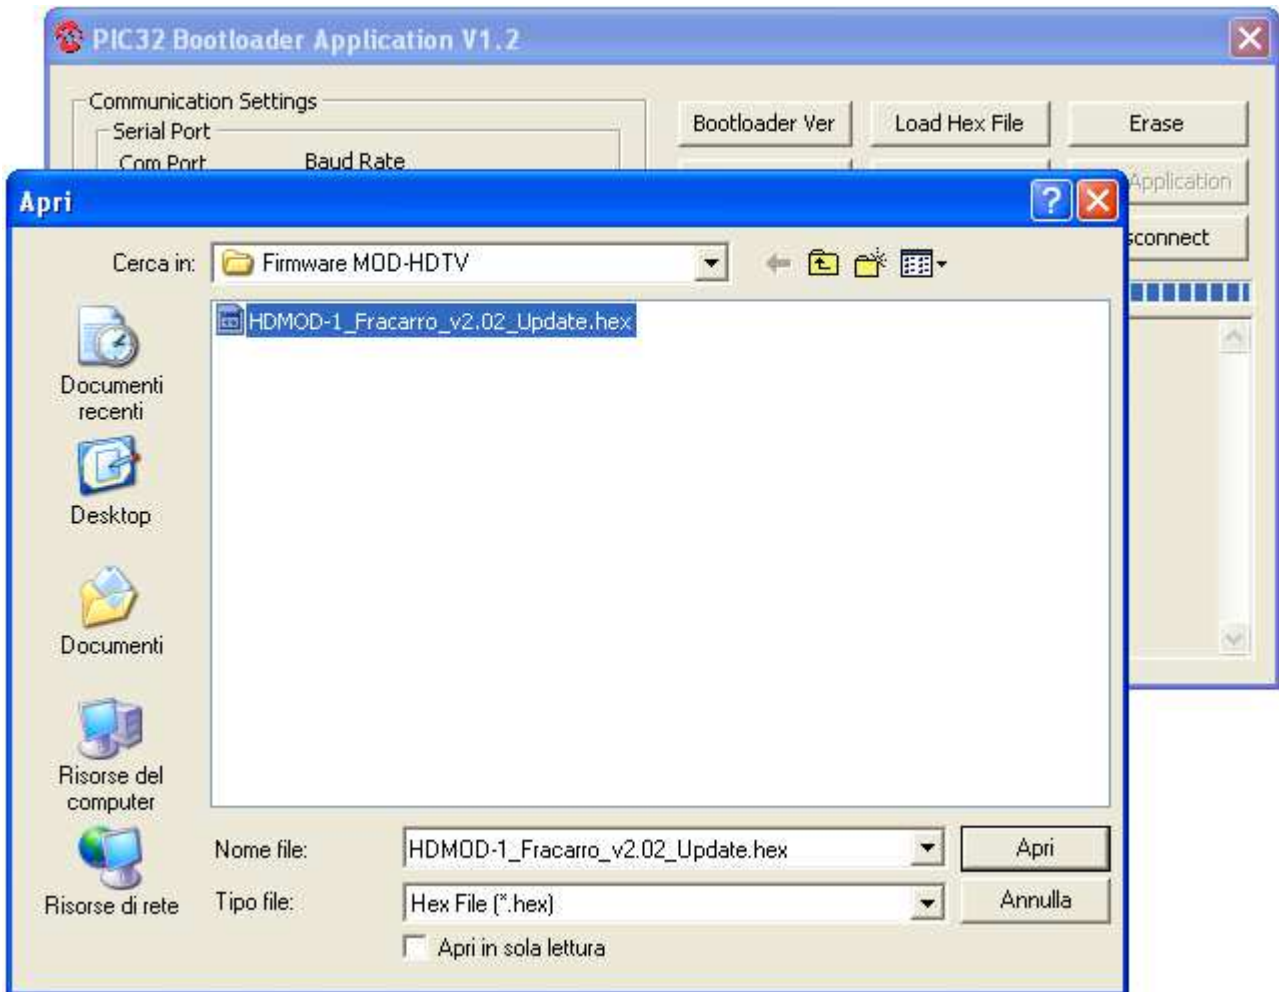 PIC32 Bootloader Application V1.2
Communication Settings
Serial Port
Com Port Baud Rate
Bootloader Ver Load Hex File Erase
Application
Apri
Cerca in: Firmware MOD-HDTV
HDMOD-1_Fracarro_v2.02_Update.hex
Documenti
recenti
Desktop
Documenti
Risorse del
computer
Risorse di rete
Nome file: HDMOD-1_Fracarro_v2.02_Update.hex Apri
Tipo file: Hex File (*.hex) Annulla
Apri in sola lettura